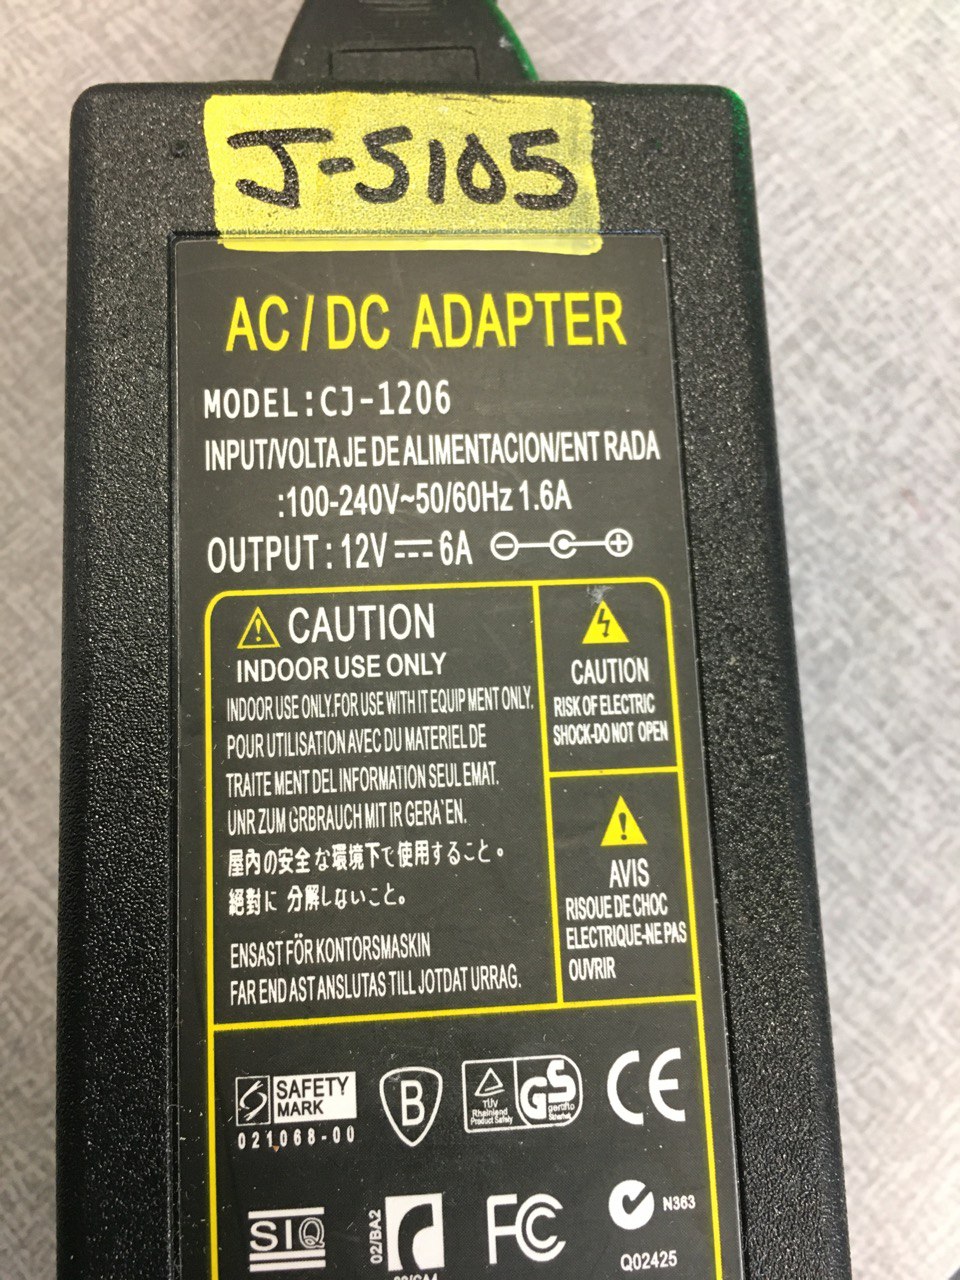 J-5105
AC/DC ADAPTER
MODEL:CJ-1206
INPUT/VOLTA JE DE ALIMENTACION/ENT RADA
:100-240V~50/60Hz 1.6A
OUTPUT: 12V ⎓ 6A
CAUTION
INDOOR USE ONLY
INDOOR USE ONLY.FOR USE WITH IT EQUIP MENT ONLY.
POUR UTILISATION AVEC DU MATERIEL DE
TRAITE MENT DEL INFORMATION SEUL EMAT.
UNR ZUM GRBRAUCH MIT IR GERA`EN.
屋内の安全な環境下で使用すること。
絕對に 分解しないこと。
ENSAST FÖR KONTORSMASKIN
FAR END AST ANSLUTAS TILL JOTDAT URRAG.
CAUTION
RISK OF ELECTRIC
SHOCK-DO NOT OPEN
AVIS
RISOUE DE CHOC
ELECTRIQUE-NE PAS
OUVRIR
SAFETY
MARK
021068-00
B
TÜV
Rheinland
Product Safety
GS
CE
SIQ
02/BA2
FC
N363
Q02425